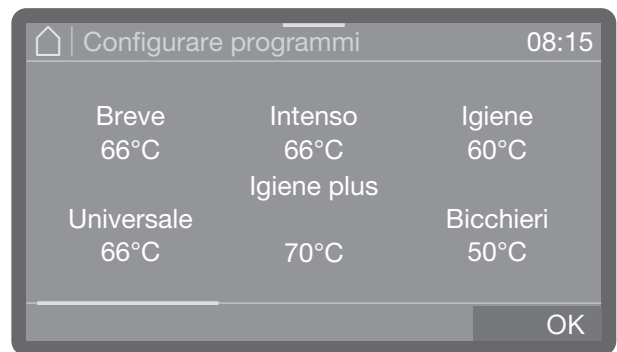 Configurare programmi 08:15
Breve Intenso Igiene
66°C 66°C 60°C
Igiene plus
Universale Bicchieri
66°C 70°C 50°C
OK